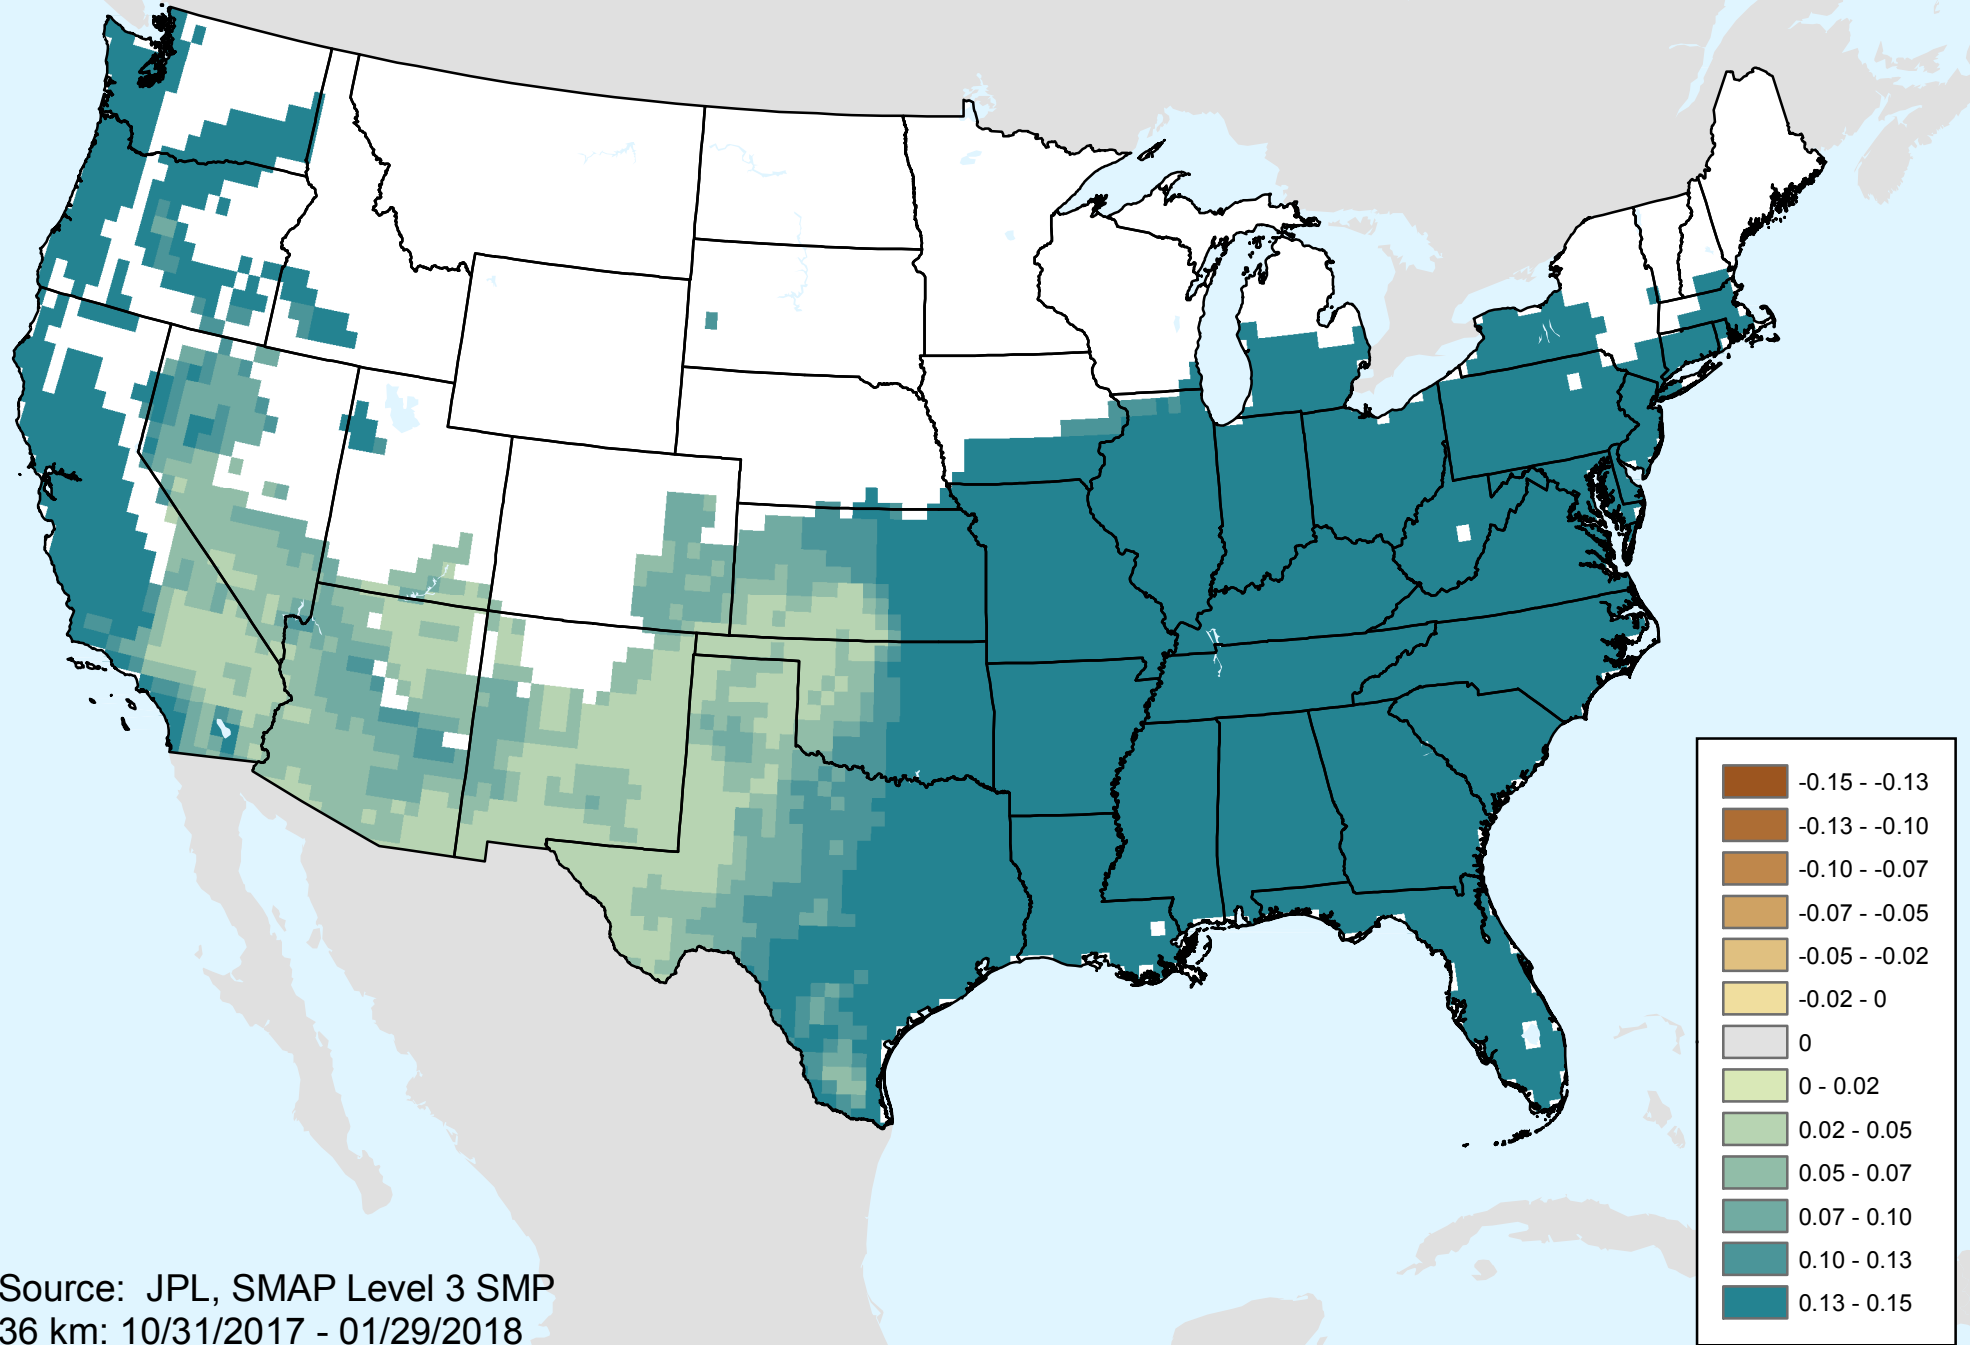 -0.15 - -0.13
-0.13 - -0.10
-0.10 - -0.07
-0.07 - -0.05
-0.05 - -0.02
-0.02 - 0
0
0 - 0.02
0.02 - 0.05
0.05 - 0.07
0.07 - 0.10
0.10 - 0.13
0.13 - 0.15
Source:  JPL, SMAP Level 3 SMP
36 km: 10/31/2017 - 01/29/2018